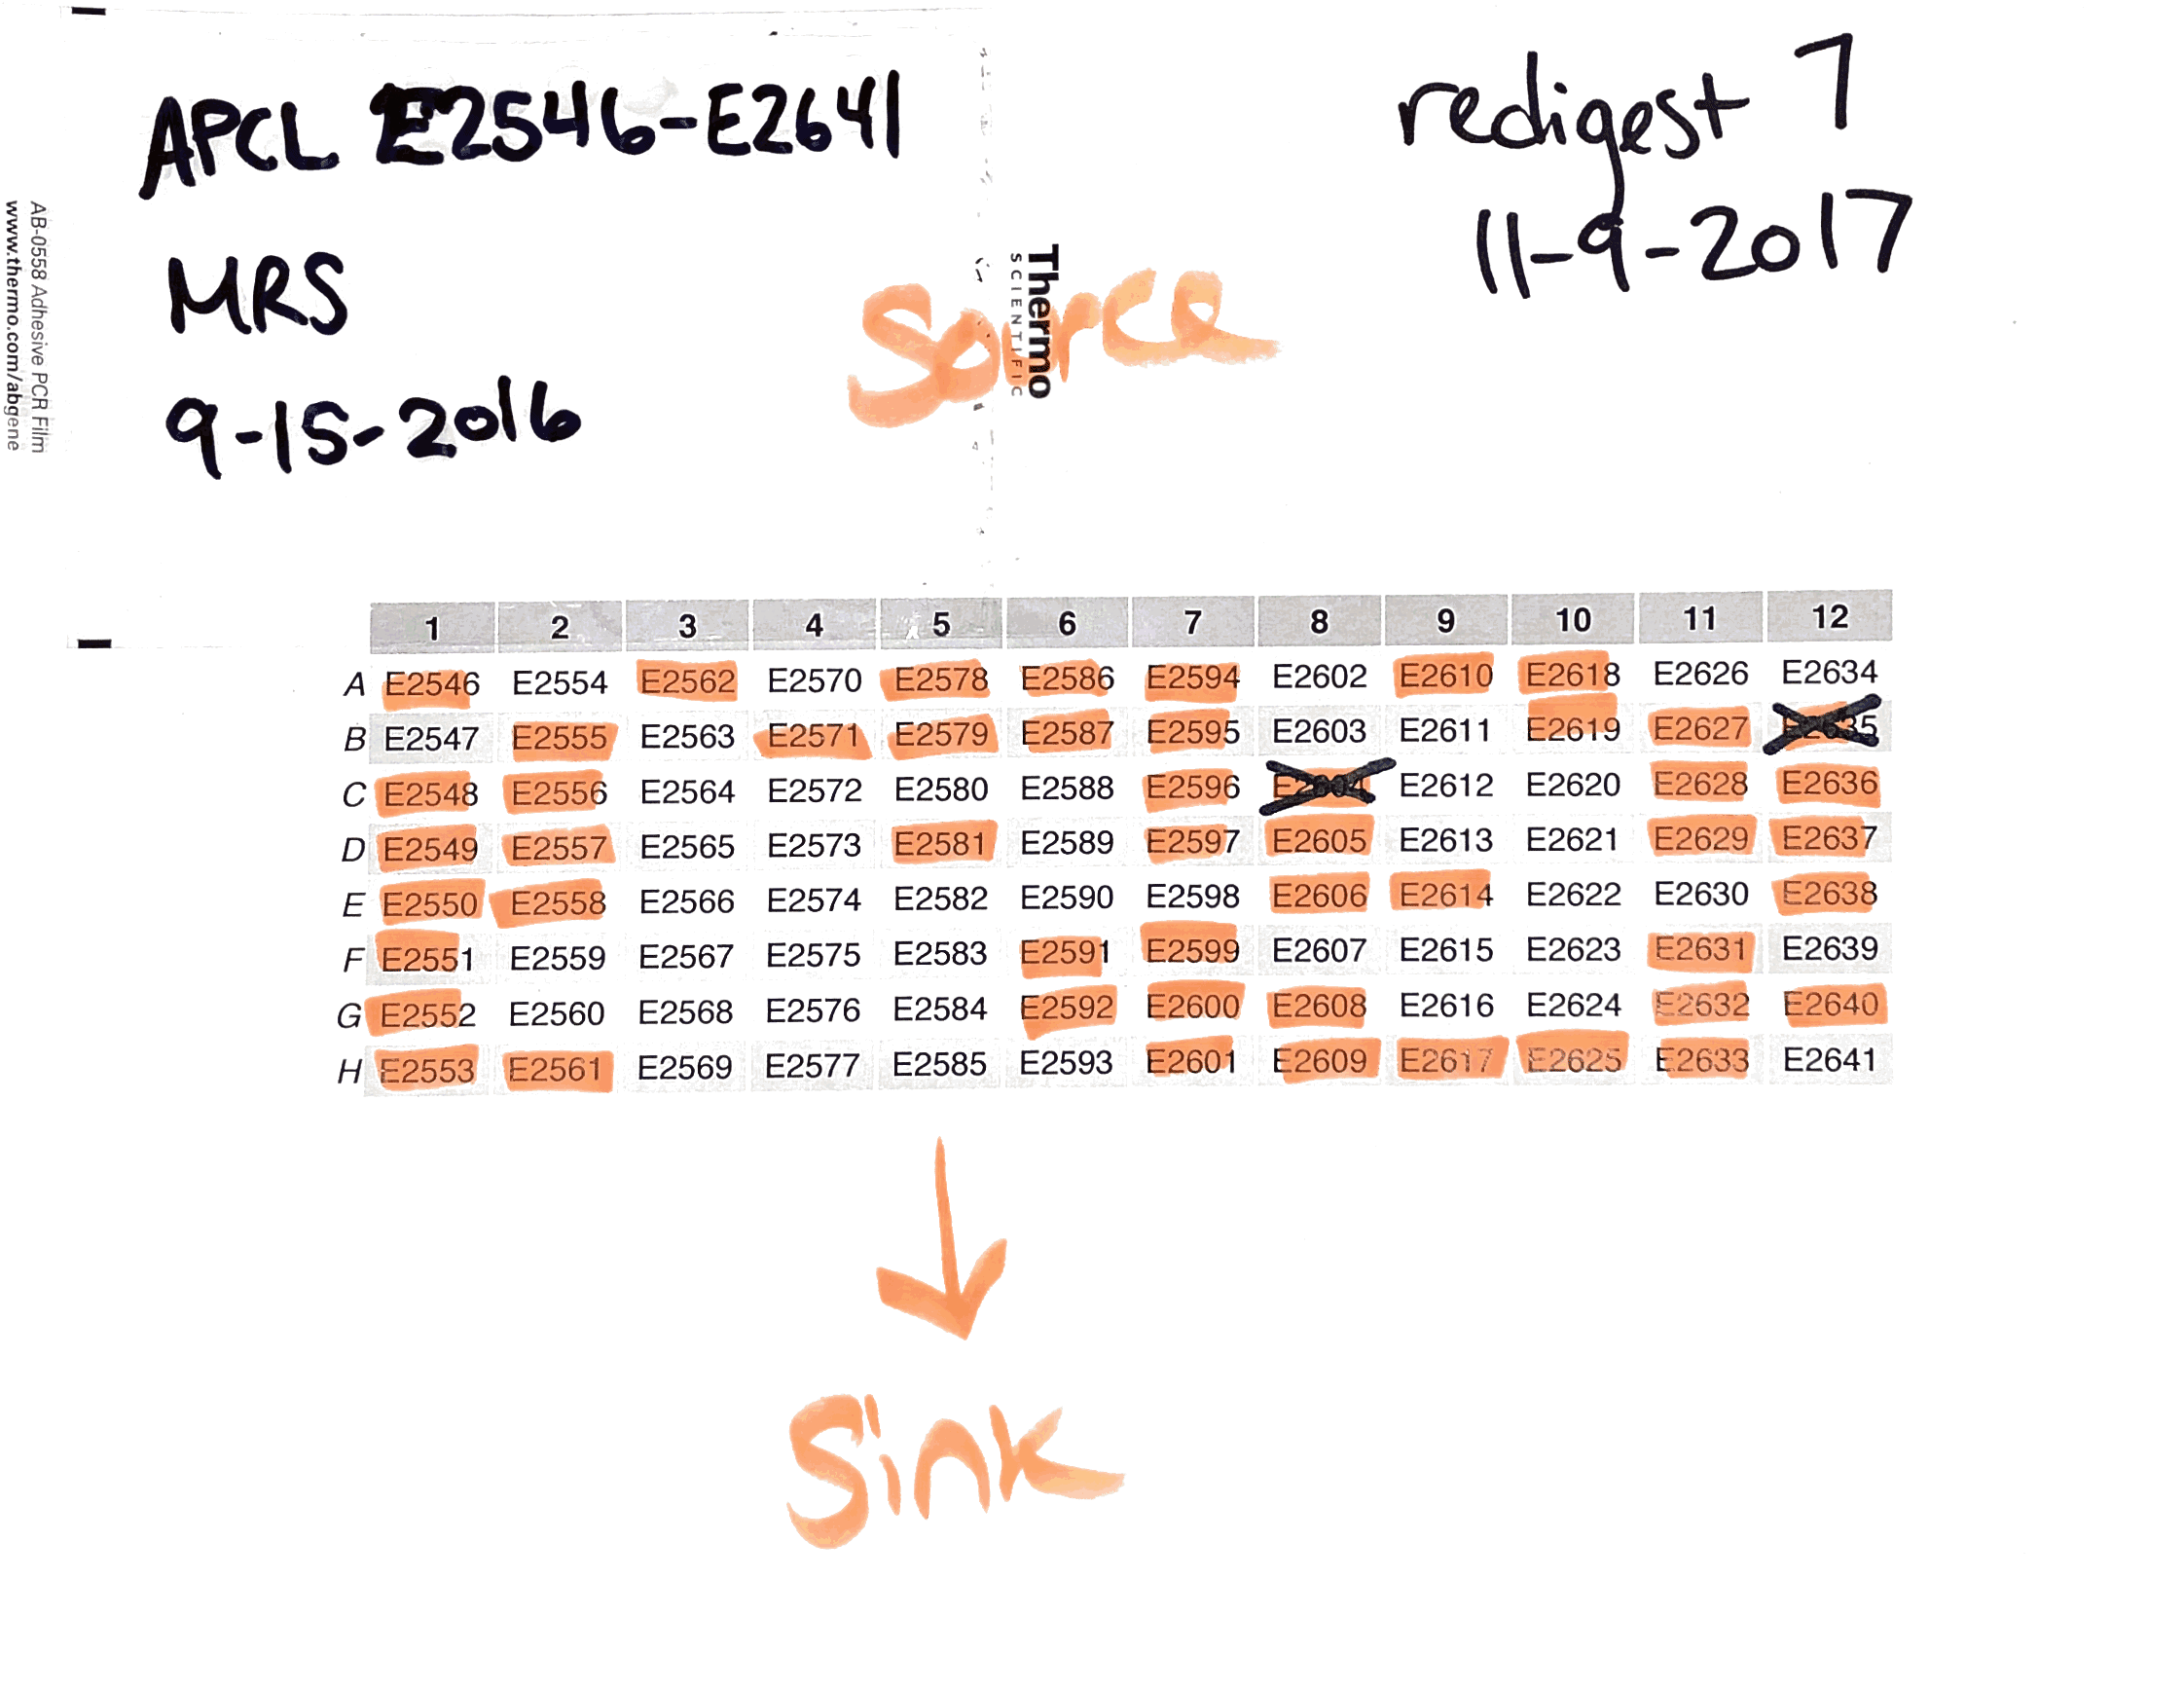 APCL E2546-E2641
redigest 7
MRS
11-9-2017
9-15-2016
Source
Thermo
SCIENTIFIC
AB-0558 Adhesive PCR Film
www.thermo.com/abgene
1 2 3 4 5 6 7 8 9 10 11 12
A E2546 E2554 E2562 E2570 E2578 E2586 E2594 E2602 E2610 E2618 E2626 E2634
B E2547 E2555 E2563 E2571 E2579 E2587 E2595 E2603 E2611 E2619 E2627 E2635
C E2548 E2556 E2564 E2572 E2580 E2588 E2596 E2604 E2612 E2620 E2628 E2636
D E2549 E2557 E2565 E2573 E2581 E2589 E2597 E2605 E2613 E2621 E2629 E2637
E E2550 E2558 E2566 E2574 E2582 E2590 E2598 E2606 E2614 E2622 E2630 E2638
F E2551 E2559 E2567 E2575 E2583 E2591 E2599 E2607 E2615 E2623 E2631 E2639
G E2552 E2560 E2568 E2576 E2584 E2592 E2600 E2608 E2616 E2624 E2632 E2640
H E2553 E2561 E2569 E2577 E2585 E2593 E2601 E2609 E2617 E2625 E2633 E2641
Sink